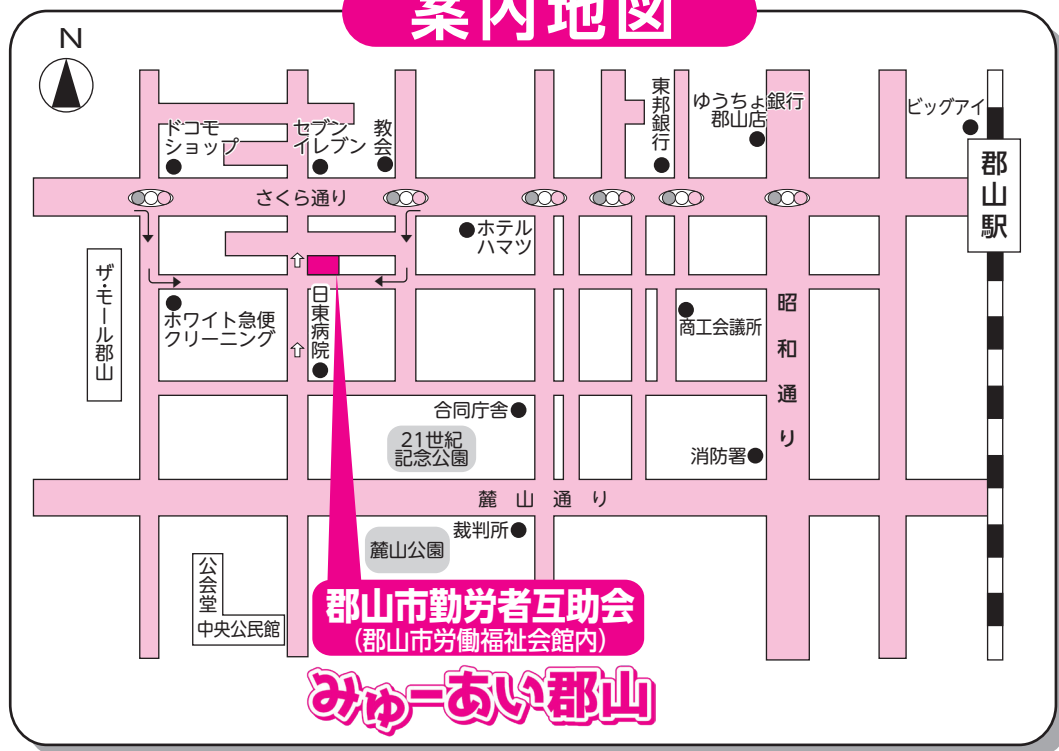 案内地図
N
ドコモ
ショップ
セブン
イレブン
教会
東邦銀行
ゆうちょ銀行
郡山店
ビッグアイ
郡山駅
さくら通り
ホテル
ハマツ
ザ・モール郡山
ホワイト急便
クリーニング
日東病院
商工会議所
昭和通り
合同庁舎
21世紀
記念公園
消防署
麓山通り
裁判所
麓山公園
公会堂
中央公民館
郡山市勤労者互助会
(郡山市労働福祉会館内)
みゅーあい郡山